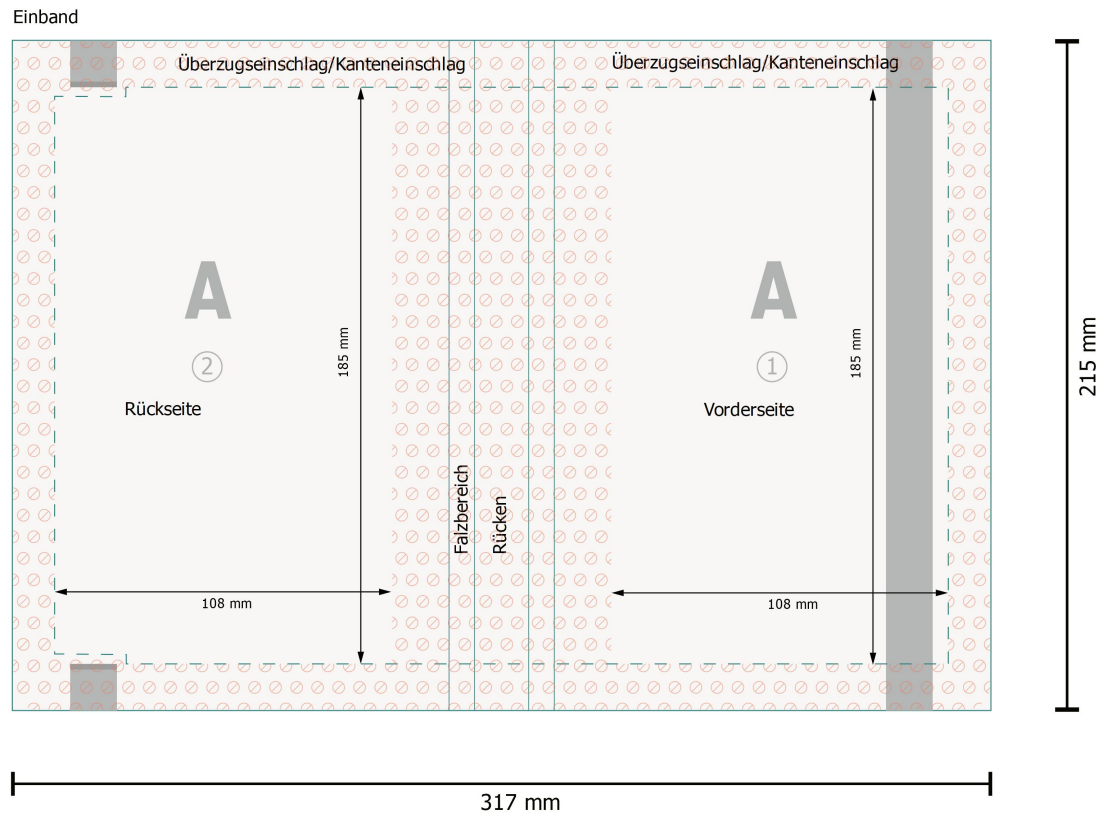 Einband
Überzugseinschlag/Kanteneinschlag
Überzugseinschlag/Kanteneinschlag
A
A
185 mm
185 mm
215 mm
2
1
Rückseite
Vorderseite
Falzbereich
Rücken
108 mm
108 mm
317 mm